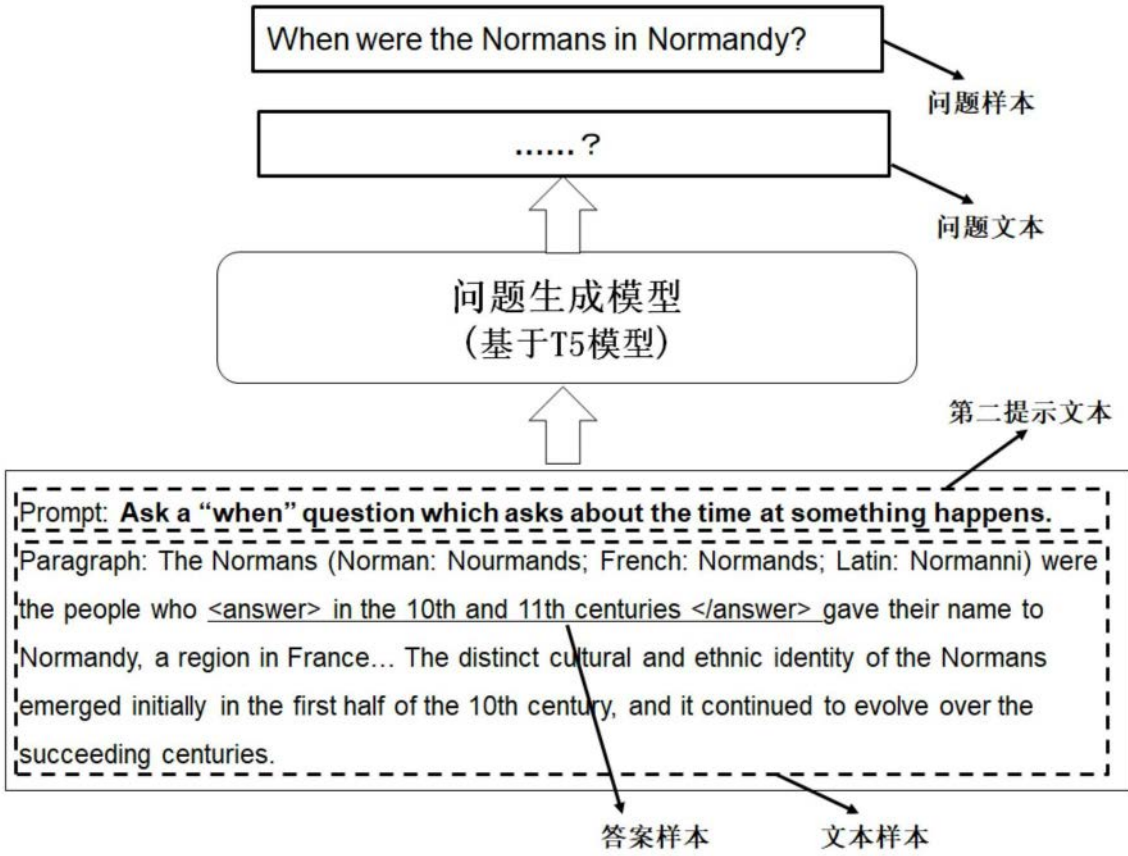 When were the Normans in Normandy?
问题样本
……？
问题文本
问题生成模型
(基于T5模型)
第二提示文本
Prompt: Ask a “when” question which asks about the time at something happens.
Paragraph: The Normans (Norman: Nourmands; French: Normands; Latin: Normanni) were
the people who <answer> in the 10th and 11th centuries </answer> gave their name to
Normandy, a region in France… The distinct cultural and ethnic identity of the Normans
emerged initially in the first half of the 10th century, and it continued to evolve over the
succeeding centuries.
答案样本
文本样本